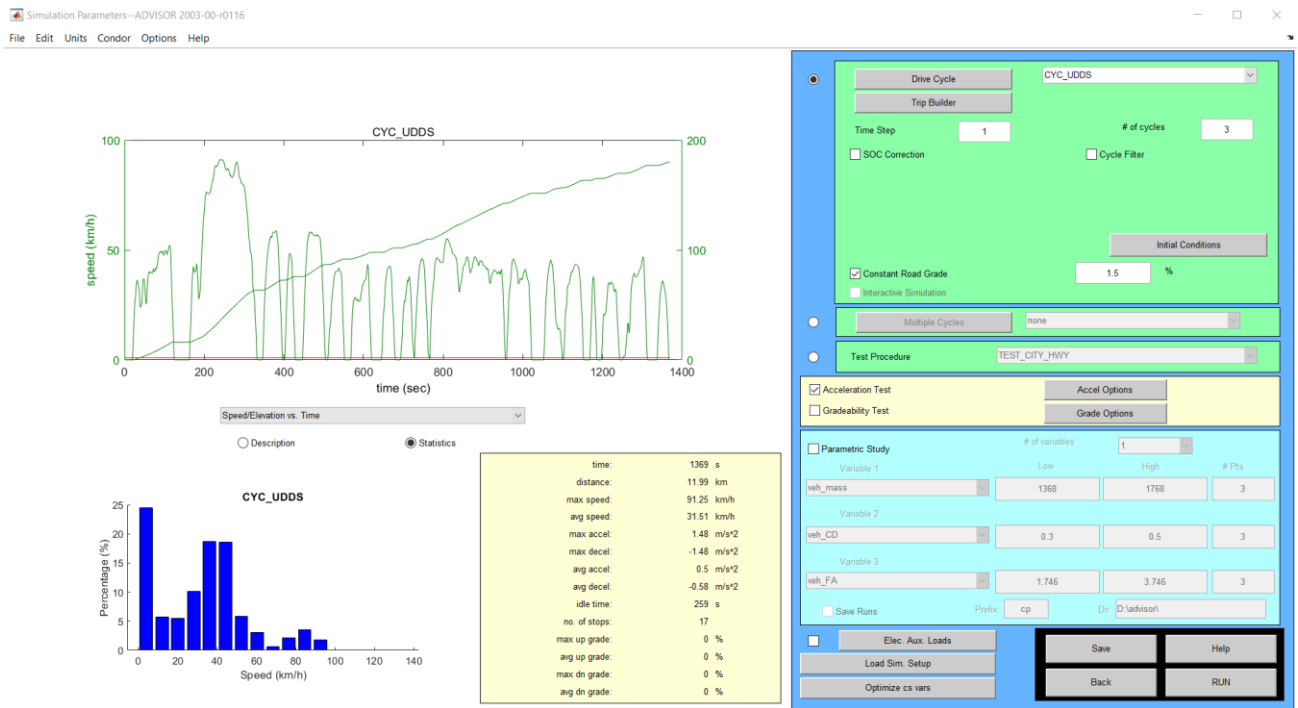 Simulation Parameters--ADVISOR 2003-00-r0116
File Edit Units Condor Options Help
CYC_UDDS
100
50
0
speed (km/h)
200
100
0
0 200 400 600 800 1000 1200 1400
time (sec)
Speed/Elevation vs. Time
Description Statistics
CYC_UDDS
25
20
15
10
5
0
Percentage (%)
0 20 40 60 80 100 120 140
Speed (km/h)
time: 1369 s
distance: 11.99 km
max speed: 91.25 km/h
avg speed: 31.51 km/h
max accel: 1.48 m/s^2
max decel: -1.48 m/s^2
avg accel: 0.5 m/s^2
avg decel: -0.58 m/s^2
idle time: 259 s
no. of stops: 17
max up grade: 0 %
avg up grade: 0 %
max dn grade: 0 %
avg dn grade: 0 %
Drive Cycle CYC_UDDS
Trip Builder
Time Step 1 # of cycles 3
SOC Correction Cycle Filter
Initial Conditions
Constant Road Grade 1.5 %
Interactive Simulation
Multiple Cycles none
Test Procedure TEST_CITY_HWY
Acceleration Test Accel Options
Gradeability Test Grade Options
Parametric Study # of variables 1
Variable 1 Low High # Pts
veh_mass 1368 1768 3
Variable 2
veh_CD 0.3 0.5 3
Variable 3
veh_FA 1.746 3.746 3
Save Runs Prefix: cp Dir: D:\advisor\
Elec. Aux. Loads
Load Sim. Setup
Optimize cs vars
Save Help
Back RUN